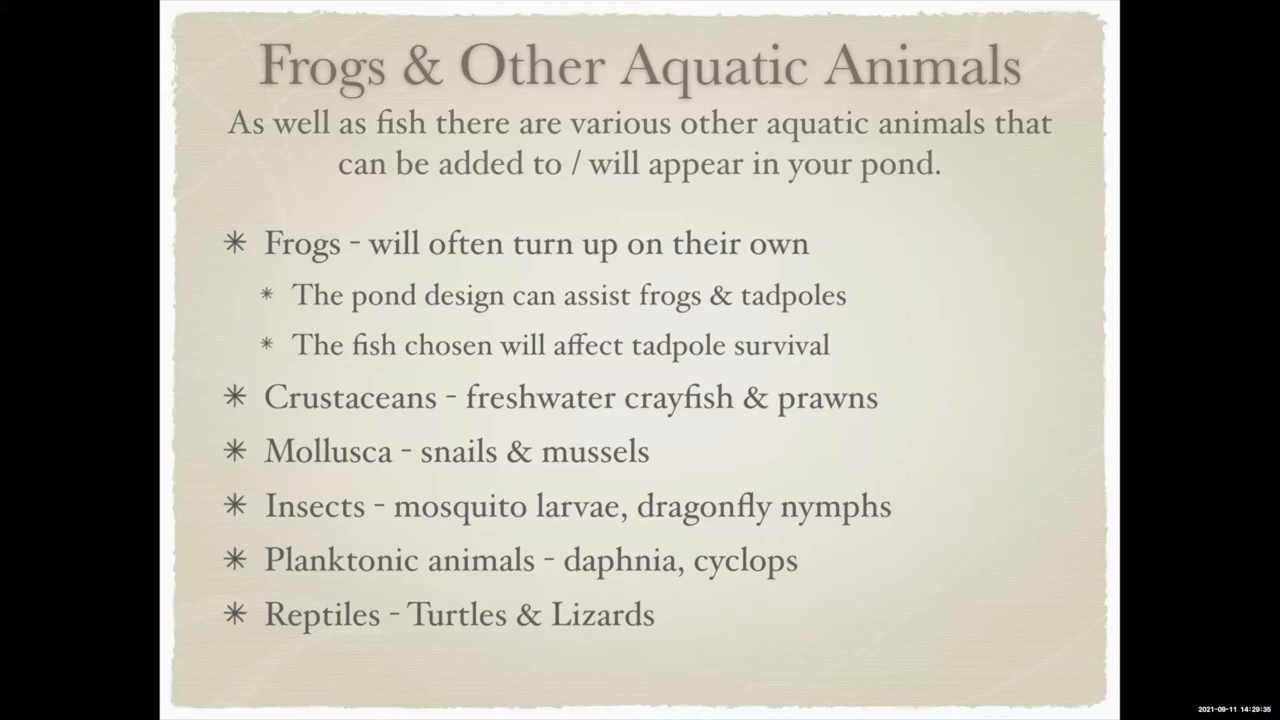 Frogs & Other Aquatic Animals
As well as fish there are various other aquatic animals that
can be added to / will appear in your pond.
✴ Frogs - will often turn up on their own
✴ The pond design can assist frogs & tadpoles
✴ The fish chosen will affect tadpole survival
✴ Crustaceans - freshwater crayfish & prawns
✴ Mollusca - snails & mussels
✴ Insects - mosquito larvae, dragonfly nymphs
✴ Planktonic animals - daphnia, cyclops
✴ Reptiles - Turtles & Lizards
2021-09-11 14:29:35